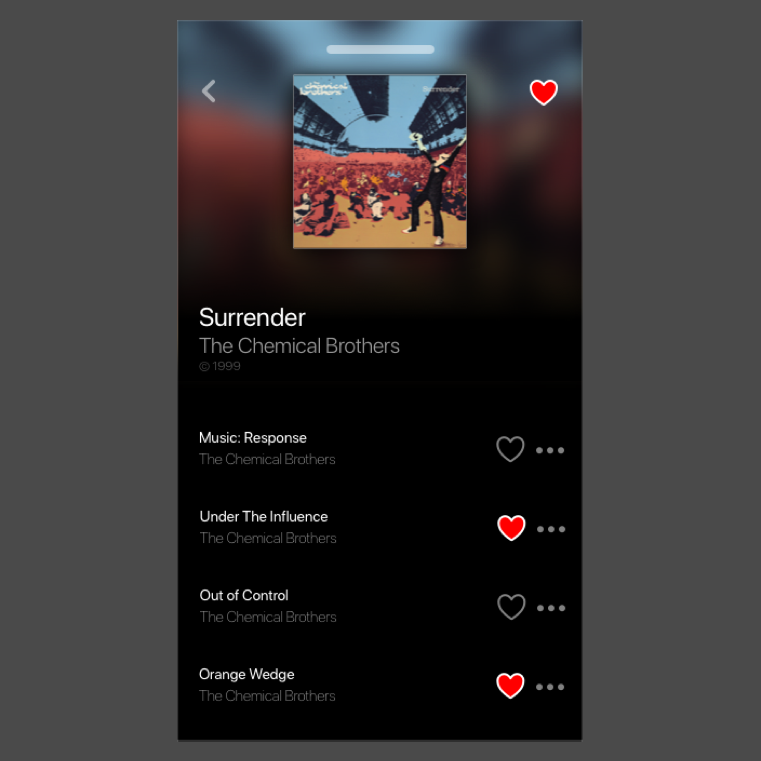 the chemical brothers
Surrender
Surrender
The Chemical Brothers
© 1999
Music: Response
The Chemical Brothers
Under The Influence
The Chemical Brothers
Out of Control
The Chemical Brothers
Orange Wedge
The Chemical Brothers